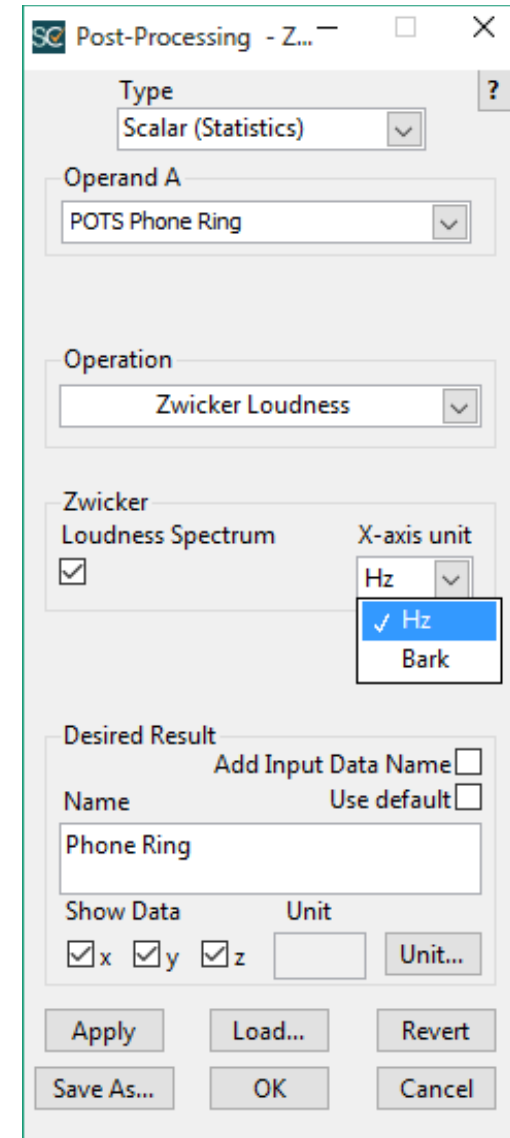 SC Post-Processing - Z...
Type
?
Scalar (Statistics)
Operand A
POTS Phone Ring
Operation
Zwicker Loudness
Zwicker
Loudness Spectrum X-axis unit
Hz
Hz
Bark
Desired Result
Add Input Data Name
Name Use default
Phone Ring
Show Data Unit
x y z Unit...
Apply Load... Revert
Save As... OK Cancel